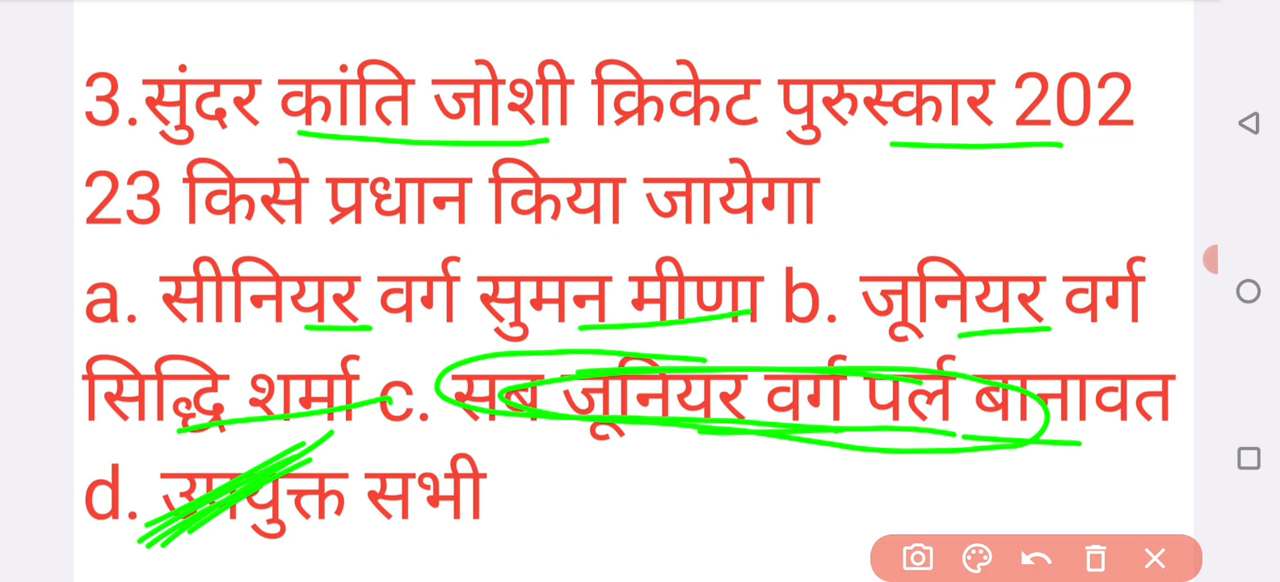 3.सुंदर कांति जोशी क्रिकेट पुरुस्कार 202
23 किसे प्रधान किया जायेगा
a. सीनियर वर्ग सुमन मीणा b. जूनियर वर्ग
सिद्धि शर्मा c. सब जूनियर वर्ग पर्ल बानावत
d. उपर्युक्त सभी